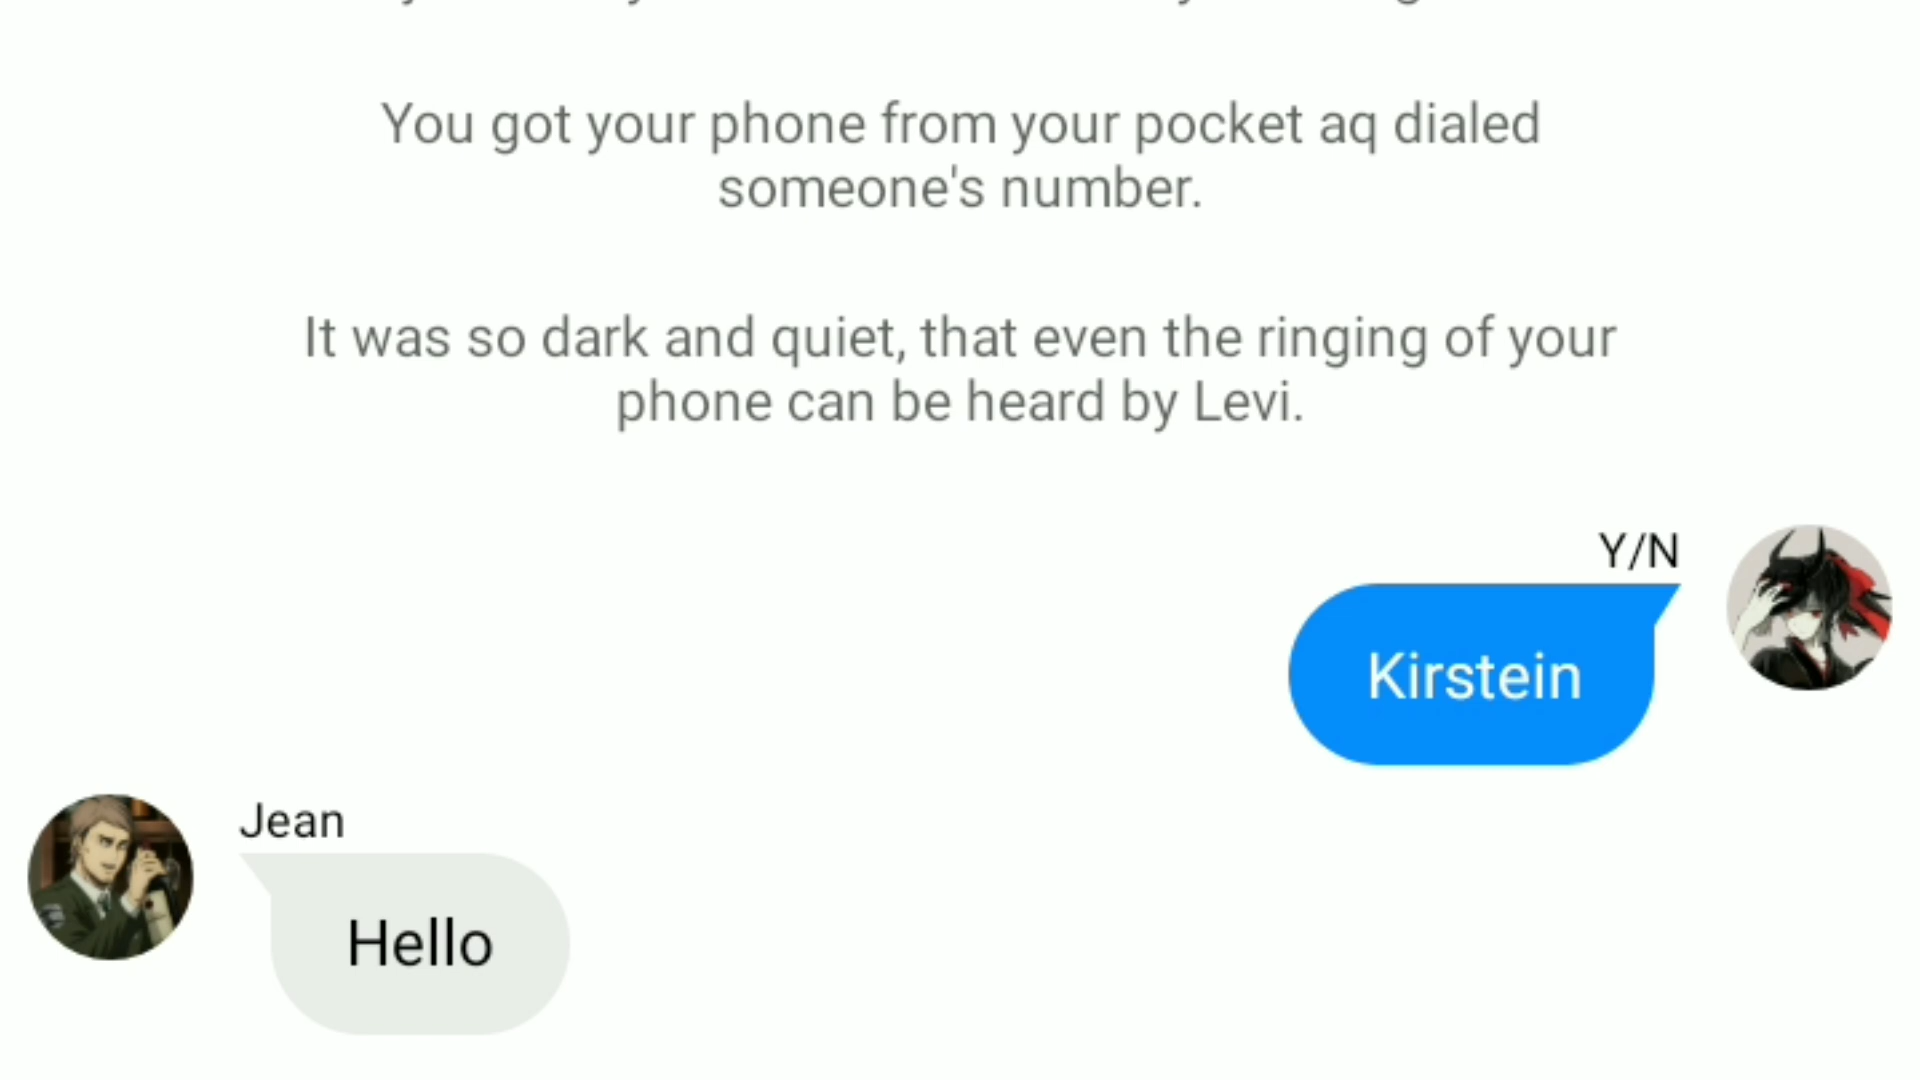 You got your phone from your pocket aq dialed
someone's number.
It was so dark and quiet, that even the ringing of your
phone can be heard by Levi.
Y/N
Kirstein
Jean
Hello